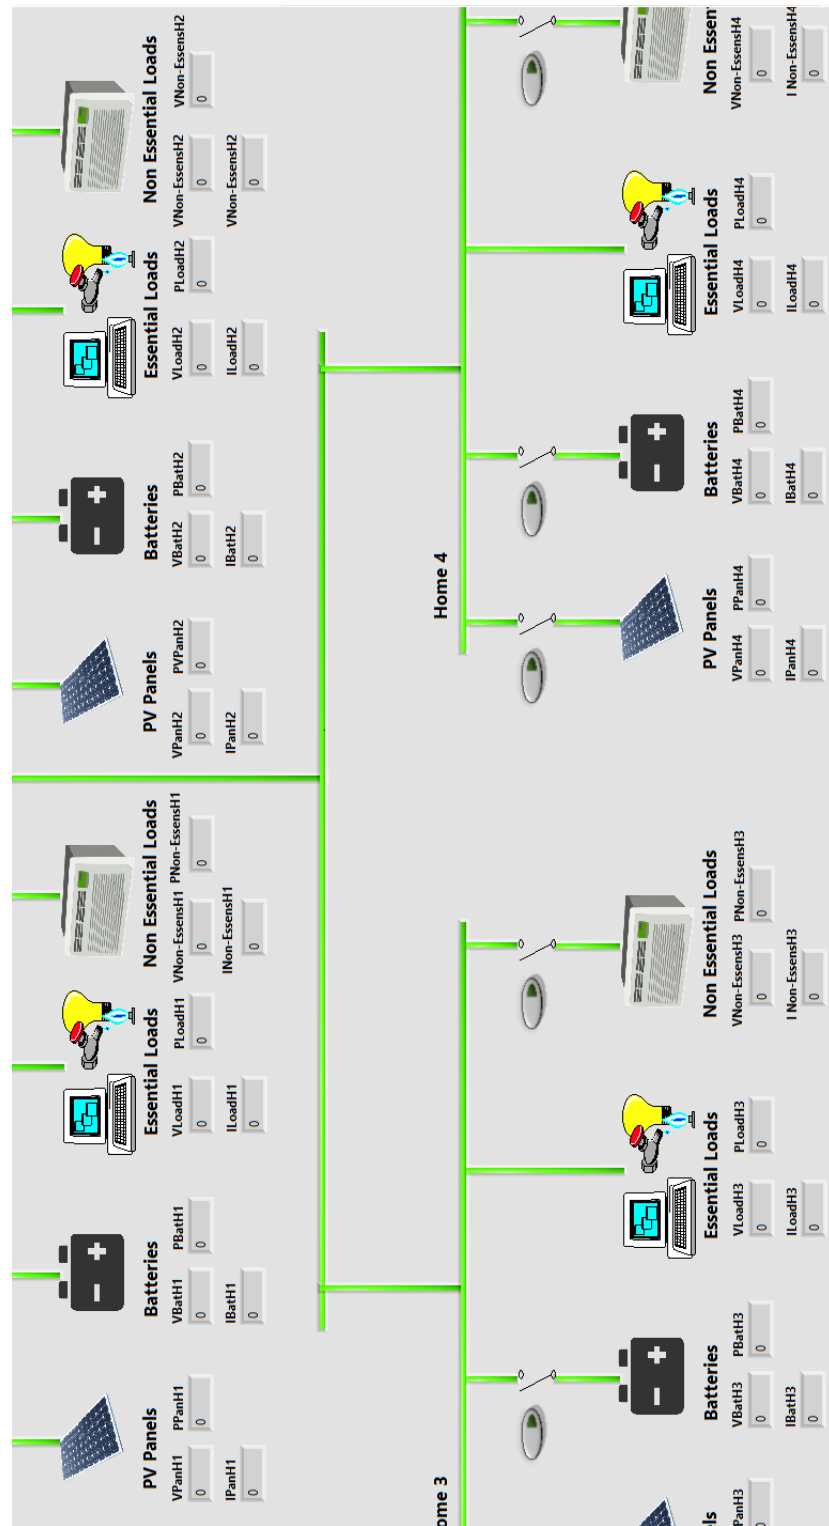 PV Panels Batteries Essential Loads Non Essential Loads PV Panels Batteries Essential Loads Non Essential Loads
VPanH1 PPanH1 VBatH1 PBatH1 VLoadH1 PLoadH1 VNon-EssensH1 PNon-EssensH1 VPanH2 PVPanH2 VBatH2 PBatH2 VLoadH2 PLoadH2 VNon-EssensH2 VNon-EssensH2
0 0 0 0 0 0 0 0 0 0 0 0 0 0 0 0
IPanH1 IBatH1 ILoadH1 INon-EssensH1 IPanH2 IBatH2 ILoadH2 VNon-EssensH2
0 0 0 0 0 0 0 0
ome 3 Home 4
ls Batteries Essential Loads Non Essential Loads PV Panels Batteries Essential Loads Non Essen
PanH3 VBatH3 PBatH3 VLoadH3 PLoadH3 VNon-EssensH3 PNon-EssensH3 VPanH4 PPanH4 VBatH4 PBatH4 VLoadH4 PLoadH4 VNon-EssensH4
0 0 0 0 0 0 0 0 0 0 0 0 0 0
IBatH3 ILoadH3 I Non-EssensH3 IPanH4 IBatH4 ILoadH4 I Non-EssensH4
0 0 0 0 0 0 0